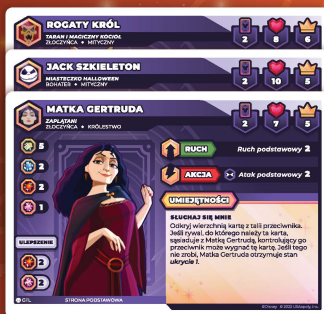 ROGATY KRÓL
TARAN I MAGICZNY KOCIOŁ
ZŁOCZYŃCA ✦ MITYCZNY
2 8 6
JACK SZKIELETON
MIASTECZKO HALLOWEEN
BOHATER ✦ MITYCZNY
2 10 5
MATKA GERTRUDA
ZAPLĄTANI
ZŁOCZYŃCA ✦ KRÓLESTWO
2 7 5
5
2
2
1
ULEPSZENIE
2
2
RUCH Ruch podstawowy 2
AKCJA Atak podstawowy 2
UMIEJĘTNOŚCI
SŁUCHAJ SIĘ MNIE
Odkryj wierzchnią kartę z talii przeciwnika.
Jeśli rywal, do którego należy ta karta,
sąsiaduje z Matką Gertrudą, kontrolujący go
przeciwnik może wygnać tę kartę. Jeśli tego
nie zrobi, Matka Gertruda otrzymuje stan
ukrycie 1.
STRONA PODSTAWOWA
©Disney © 2022 USAopoly, Inc.